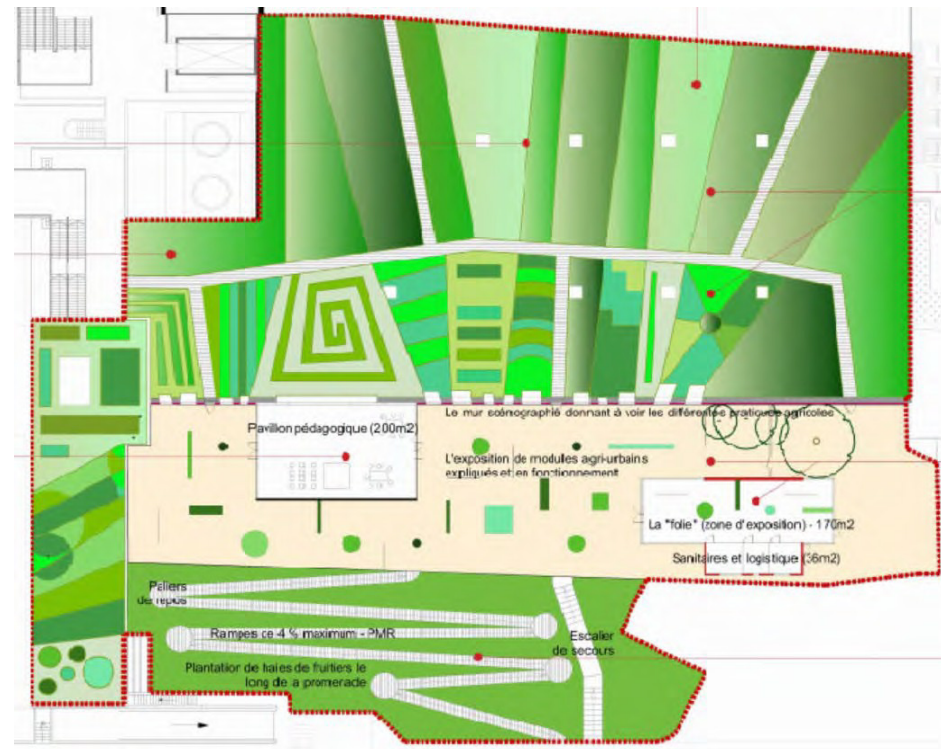 Le mur scénographié donnant à voir les différentes pratiques agricoles
Pavillion pédagogique (200m2)
L'exposition de modules agri-urbains
expliqués et en fonctionnement
La "folie" (zone d'exposition) - 170m2
Sanitaires et logistique (36m2)
Paliers
de repos
Rampes de 4 % maximum - PMR
Escalier
de secours
Plantation de haies de fruitiers le
long de la promenade